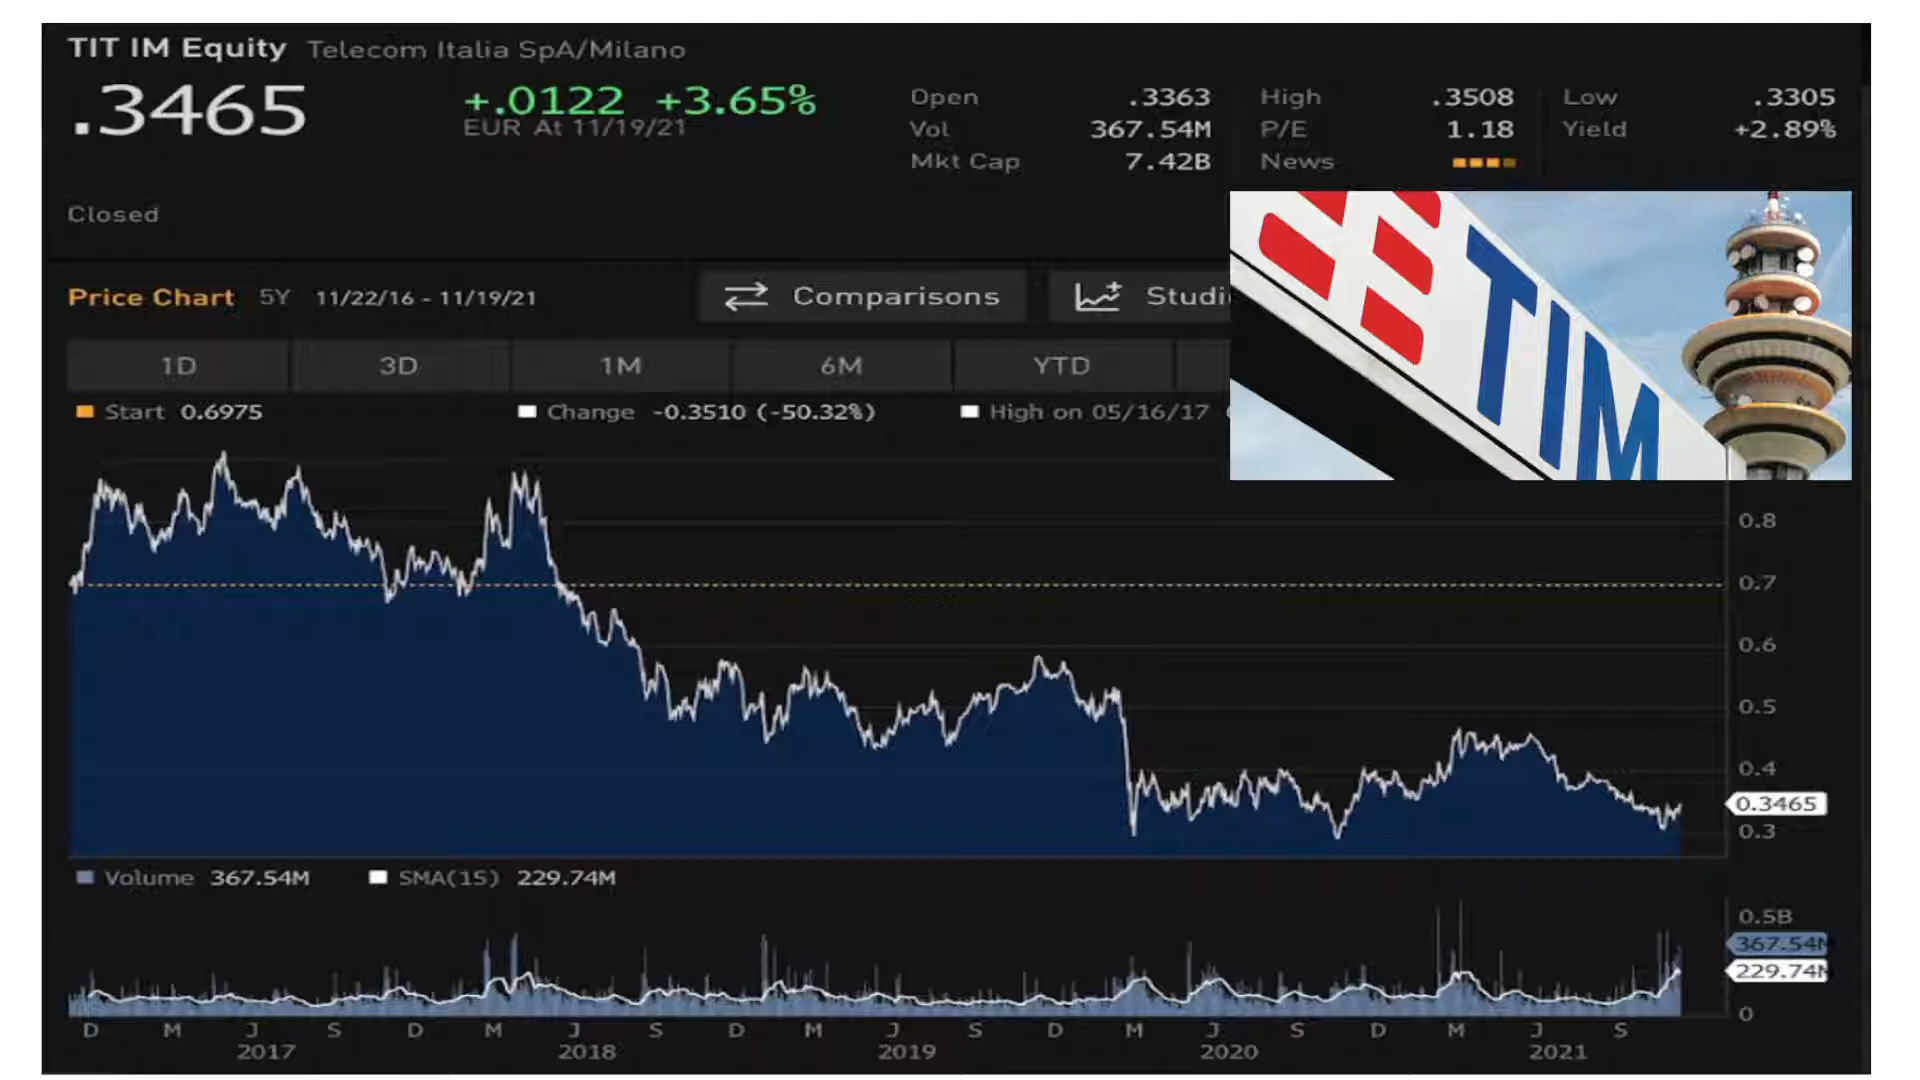 TIT IM Equity Telecom Italia SpA/Milano
.3465 +.0122 +3.65%
EUR At 11/19/21
Open .3363 High .3508 Low .3305
Vol 367.54M P/E 1.18 Yield +2.89%
Mkt Cap 7.42B News
Closed
TIM
Price Chart 5Y 11/22/16 - 11/19/21 Comparisons
1D 3D 1M 6M YTD
Start 0.6975 Change -0.3510 (-50.32%) High on 05/16/17
0.8
0.7
0.6
0.5
0.4
0.3465
0.3
Volume 367.54M SMA(15) 229.74M
0.5B
367.54M
229.74M
0
D M J S D M J S D M J S D M J S D M J S
2017 2018 2019 2020 2021